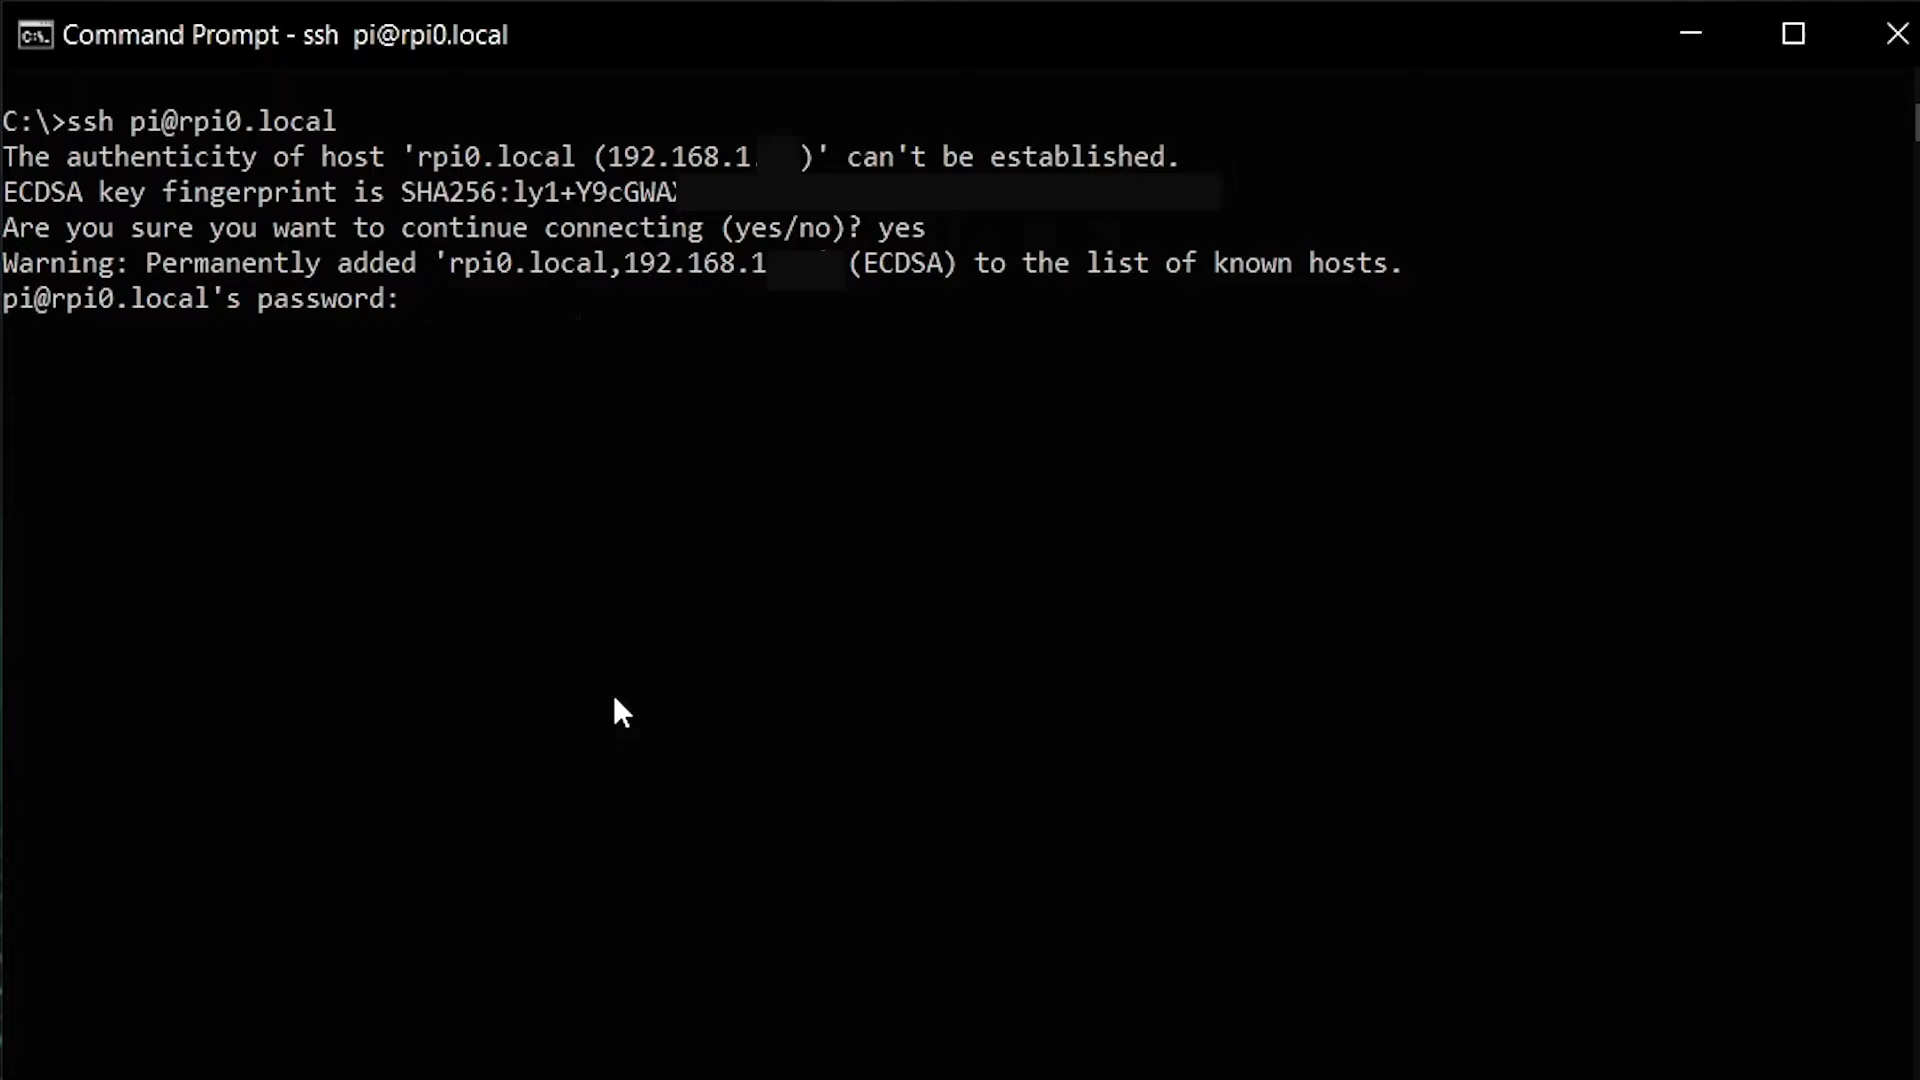 Command Prompt - ssh  pi@rpi0.local
C:\>ssh pi@rpi0.local
The authenticity of host 'rpi0.local (192.168.1. )' can't be established.
ECDSA key fingerprint is SHA256:ly1+Y9cGWAX
Are you sure you want to continue connecting (yes/no)? yes
Warning: Permanently added 'rpi0.local,192.168.1 (ECDSA) to the list of known hosts.
pi@rpi0.local's password: